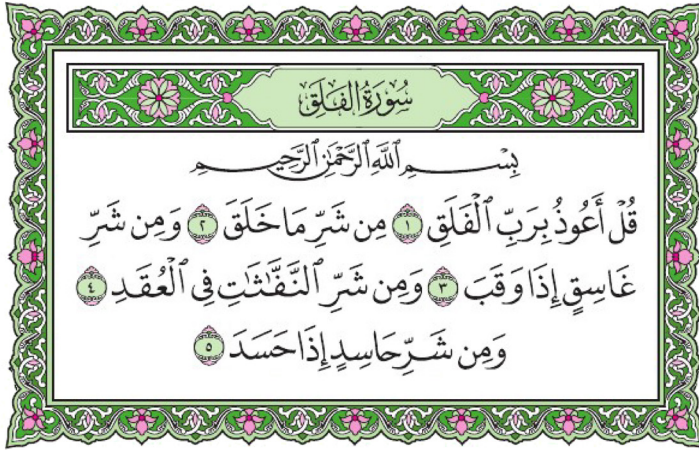 سُورَةُ الفَلَقِ
بِسْمِ ٱللَّهِ ٱلرَّحْمَٰنِ ٱلرَّحِيمِ
قُلْ أَعُوذُ بِرَبِّ ٱلْفَلَقِ ١ مِن شَرِّ مَا خَلَقَ ٢ وَمِن شَرِّ
غَاسِقٍ إِذَا وَقَبَ ٣ وَمِن شَرِّ ٱلنَّفَّٰثَٰتِ فِى ٱلْعُقَدِ ٤
وَمِن شَرِّ حَاسِدٍ إِذَا حَسَدَ ٥